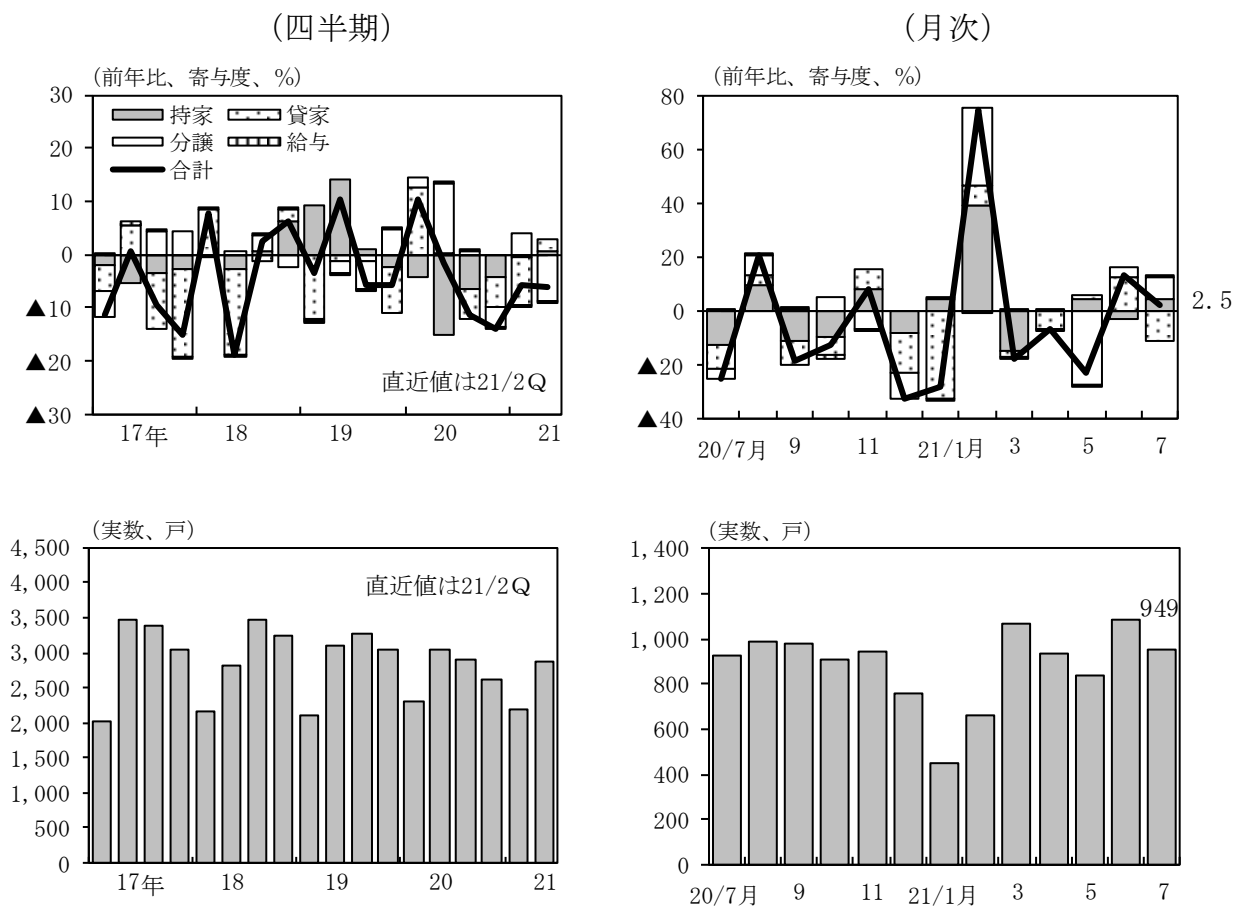 (四半期)
(前年比、寄与度、%)
30
20
10
0
▲10
▲20
▲30
持家
貸家
分譲
給与
合計
直近値は21/2Q
17年
18
19
20
21
(月次)
(前年比、寄与度、%)
80
60
40
20
0
▲20
▲40
2.5
20/7月
9
11
21/1月
3
5
7
(実数、戸)
4,500
4,000
3,500
3,000
2,500
2,000
1,500
1,000
500
0
直近値は21/2Q
17年
18
19
20
21
(実数、戸)
1,400
1,200
1,000
800
600
400
200
0
949
20/7月
9
11
21/1月
3
5
7